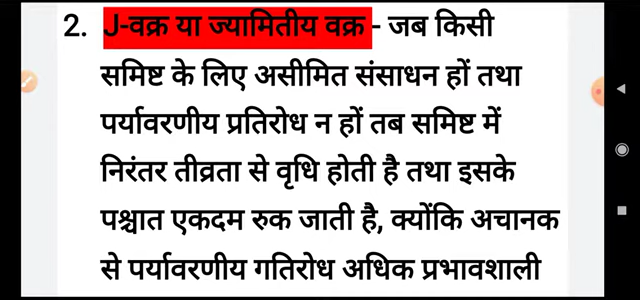 2. J-वक्र या ज्यामितीय वक्र - जब किसी
समिष्ट के लिए असीमित संसाधन हों तथा
पर्यावरणीय प्रतिरोध न हों तब समिष्ट में
निरंतर तीव्रता से वृधि होती है तथा इसके
पश्चात एकदम रुक जाती है, क्योंकि अचानक
से पर्यावरणीय गतिरोध अधिक प्रभावशाली